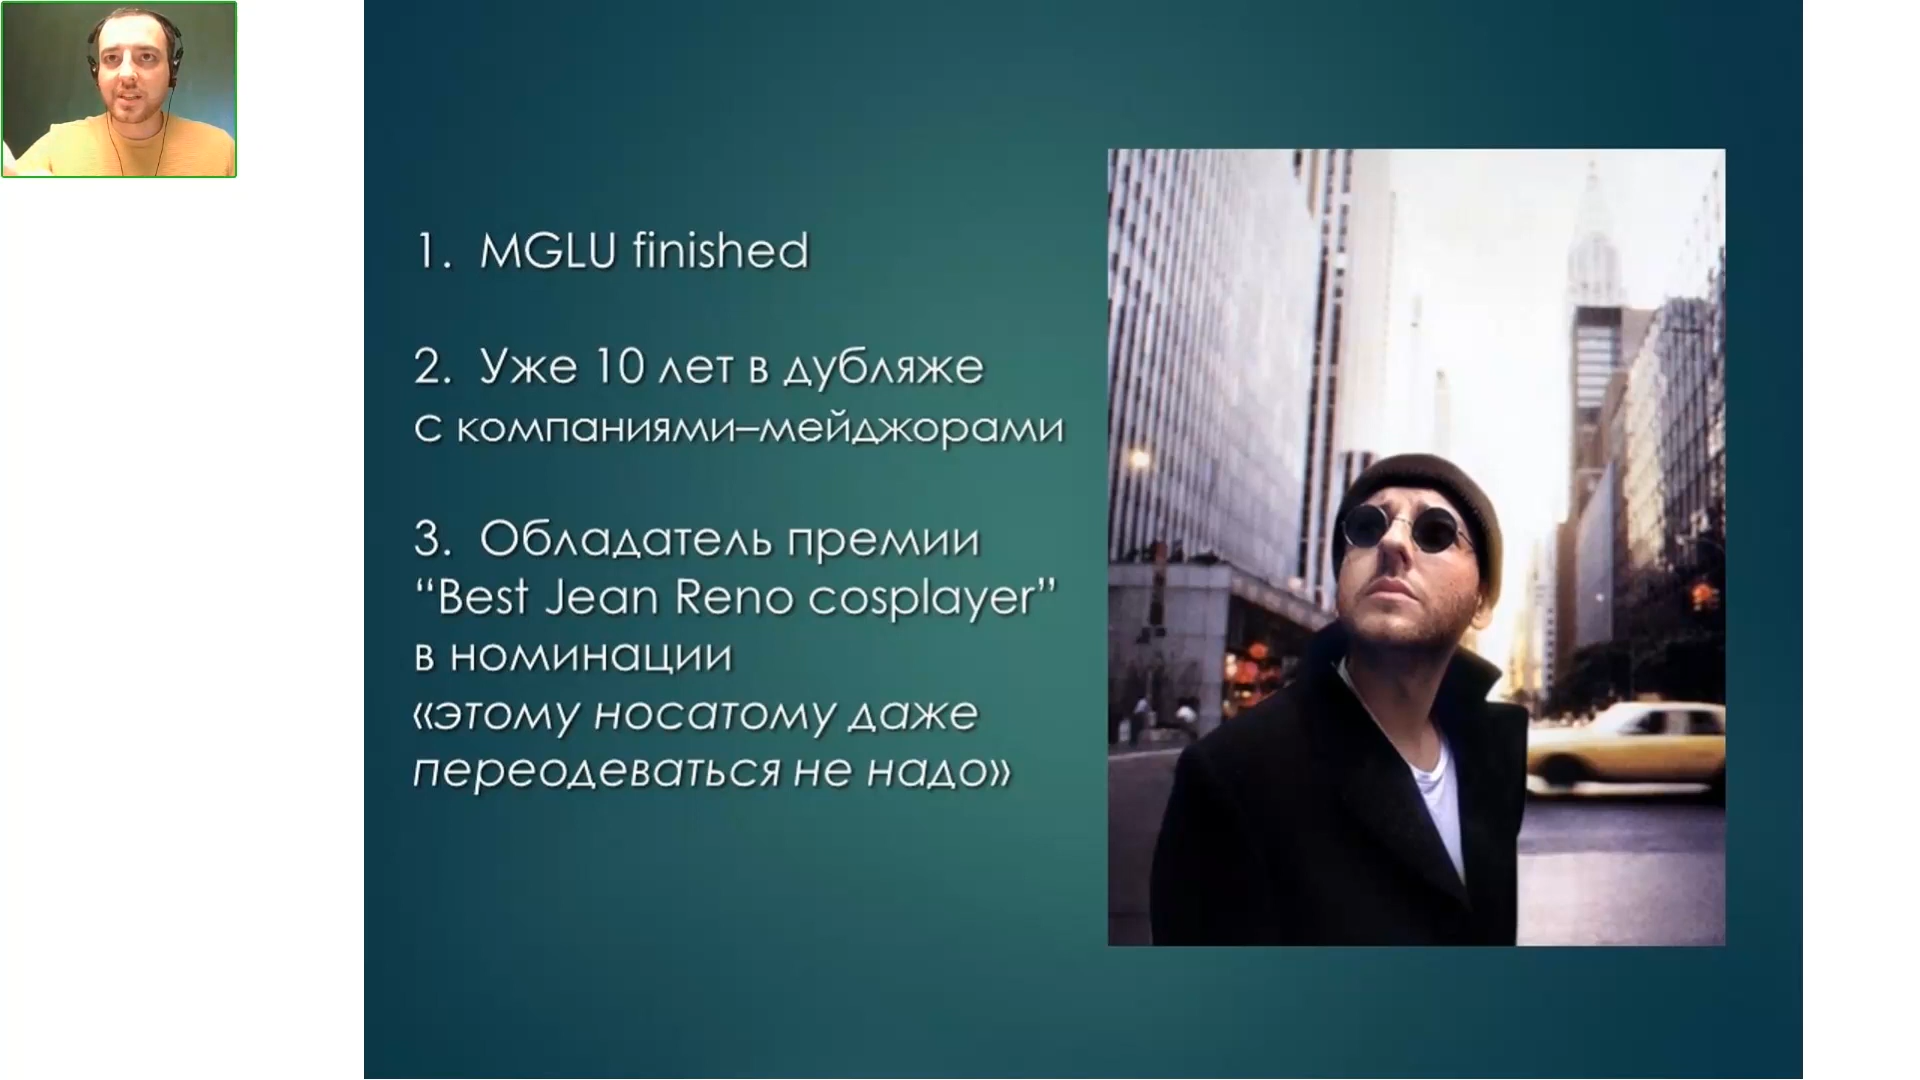 1. MGLU finished
2. Уже 10 лет в дубляже
с компаниями–мейджорами
3. Обладатель премии
“Best Jean Reno cosplayer”
в номинации
«этому носатому даже
переодеваться не надо»